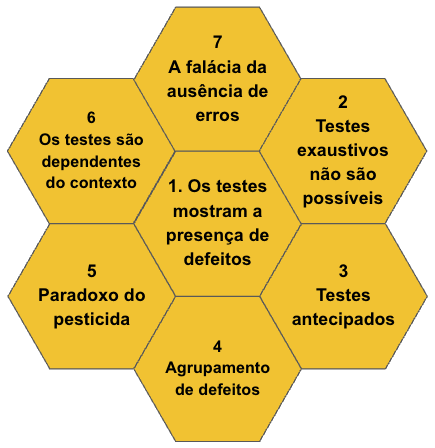 7
A falácia da
ausência de
erros
6
Os testes são
dependentes
do contexto
2
Testes
exaustivos
não são
possíveis
1. Os testes
mostram a
presença de
defeitos
5
Paradoxo do
pesticida
3
Testes
antecipados
4
Agrupamento
de defeitos